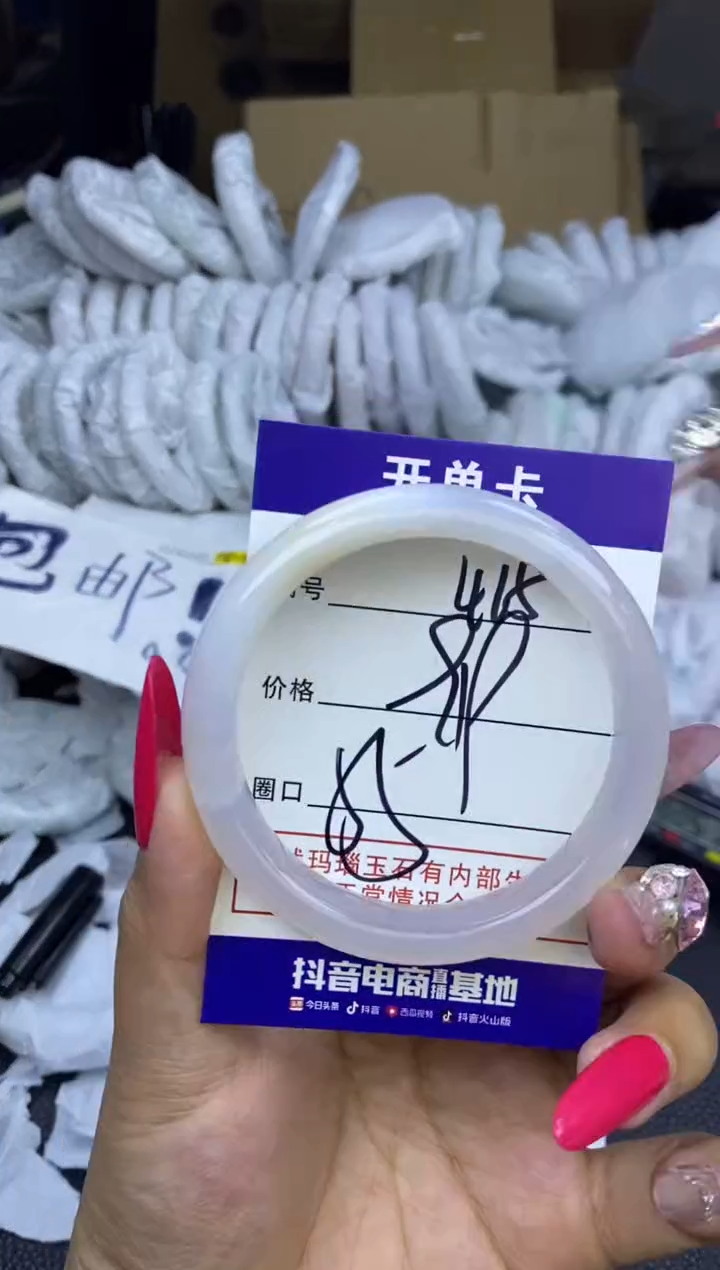 开单卡
包邮
号
415
价格
圈口
玛瑙玉石有内部
正常情况
抖音电商直播基地
今日头条 抖音 西瓜视频 抖音火山版